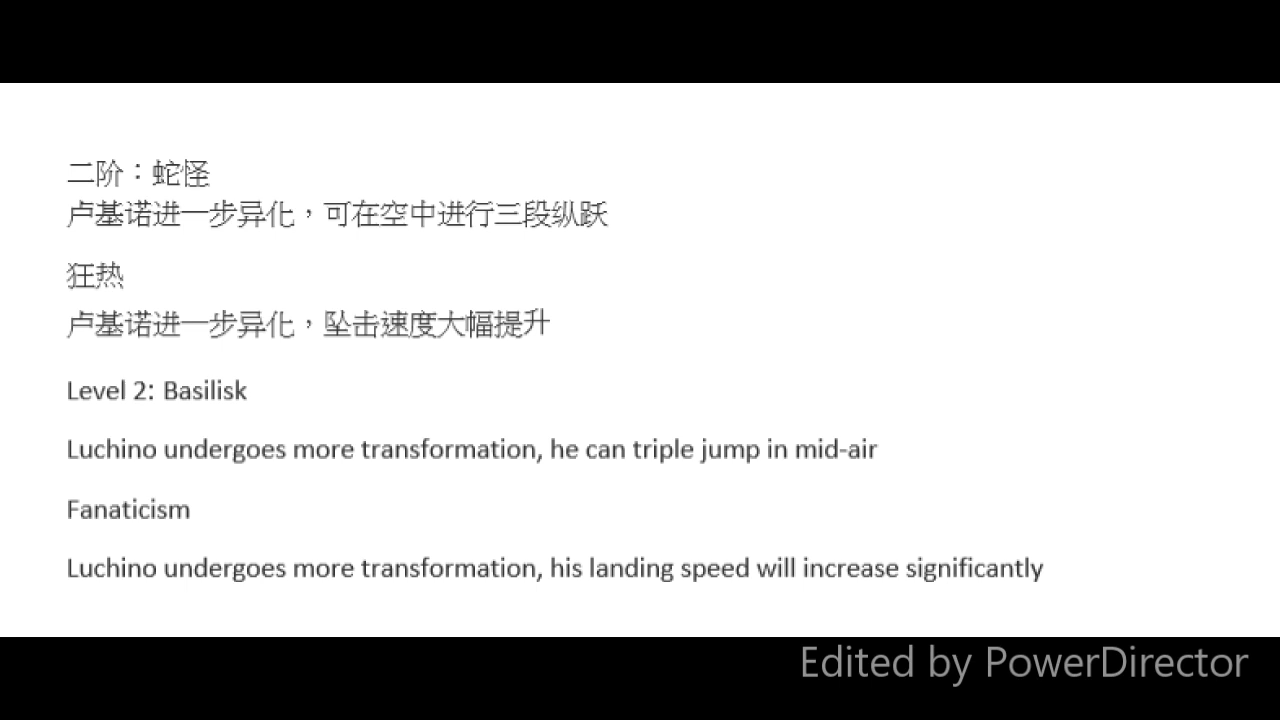 二阶：蛇怪
卢基诺进一步异化，可在空中进行三段纵跃
狂热
卢基诺进一步异化，坠击速度大幅提升
Level 2: Basilisk
Luchino undergoes more transformation, he can triple jump in mid-air
Fanaticism
Luchino undergoes more transformation, his landing speed will increase significantly
Edited by PowerDirector